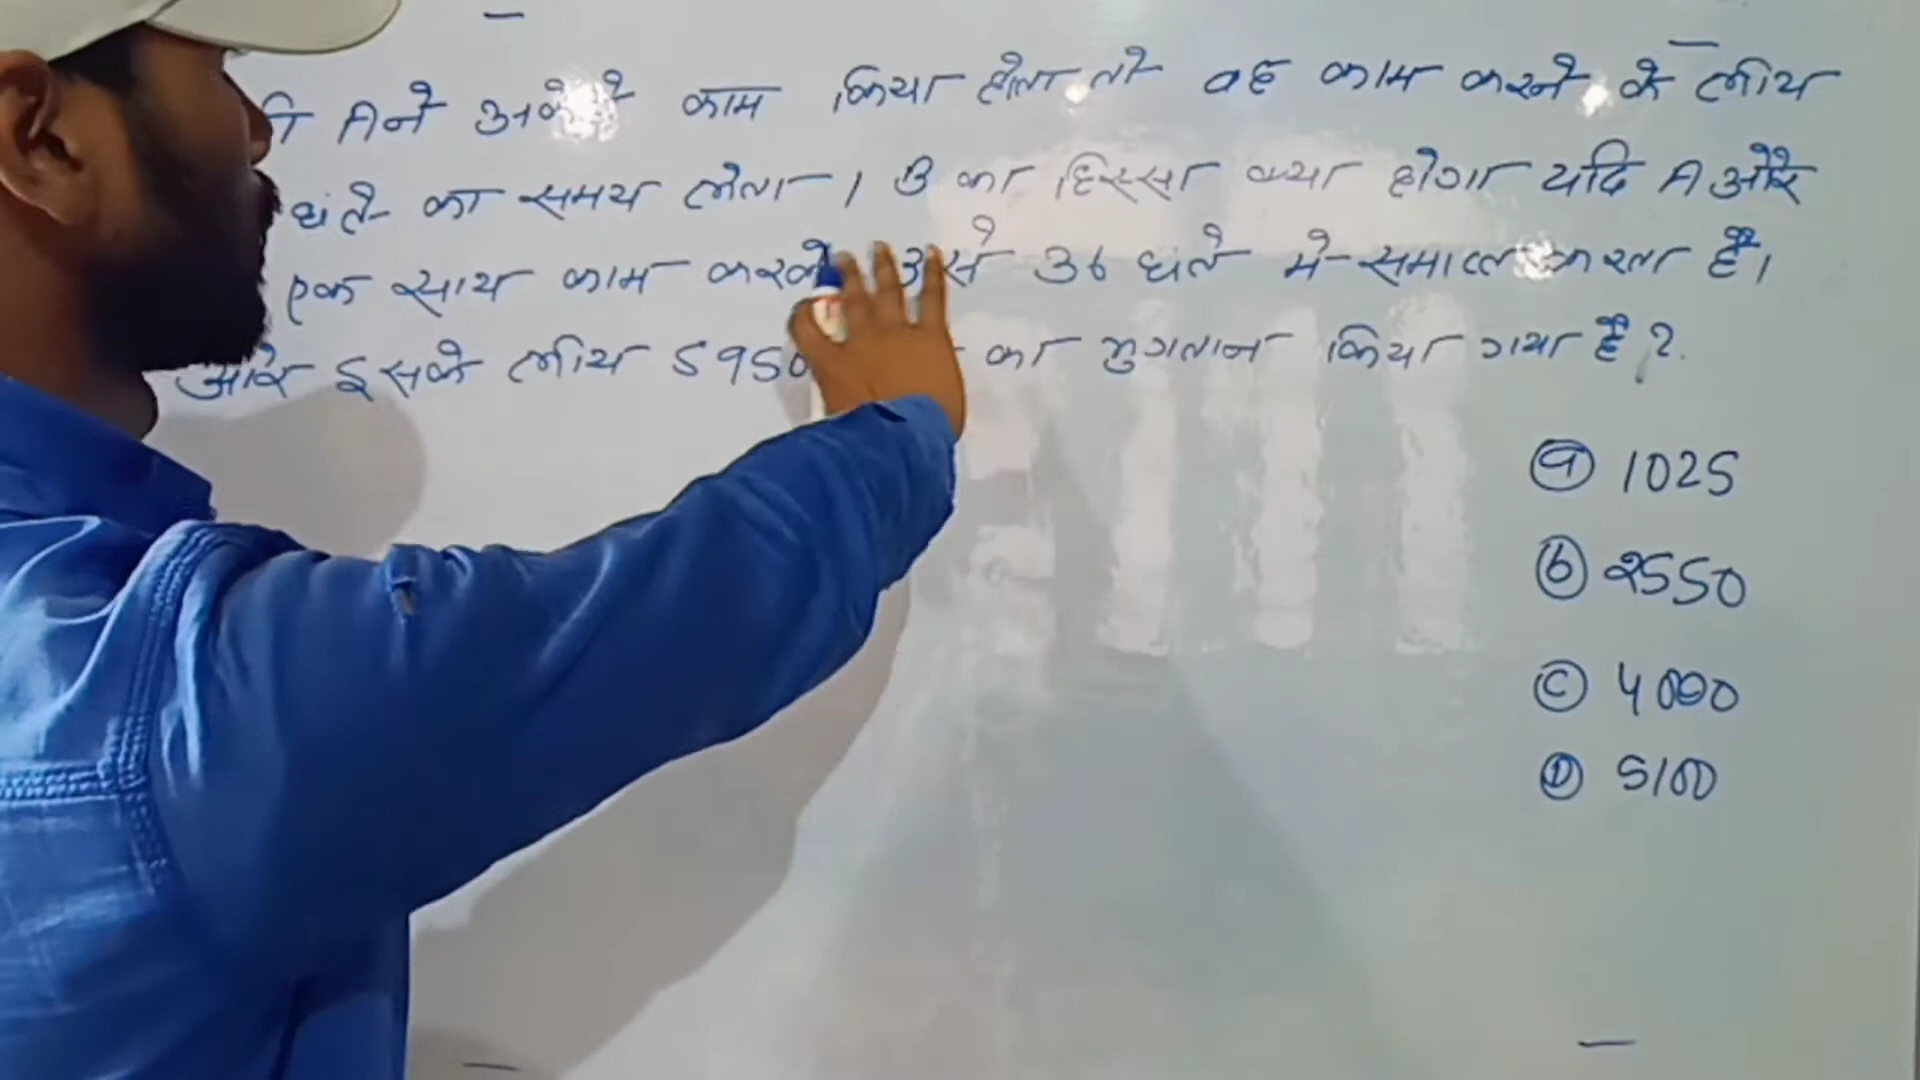 A ने अकेले काम किया होता तो वह काम करने के लीय
घंते का समय लेता । B का हिस्सा क्या होगा यदि A और
एक साथ काम करके उसे 36 घंते मे समाप्त करता है।
और इसके लीय 5950 का भुगतान किया गया है ?
(a) 1025
(b) 2550
(c) 4000
(D) 5100